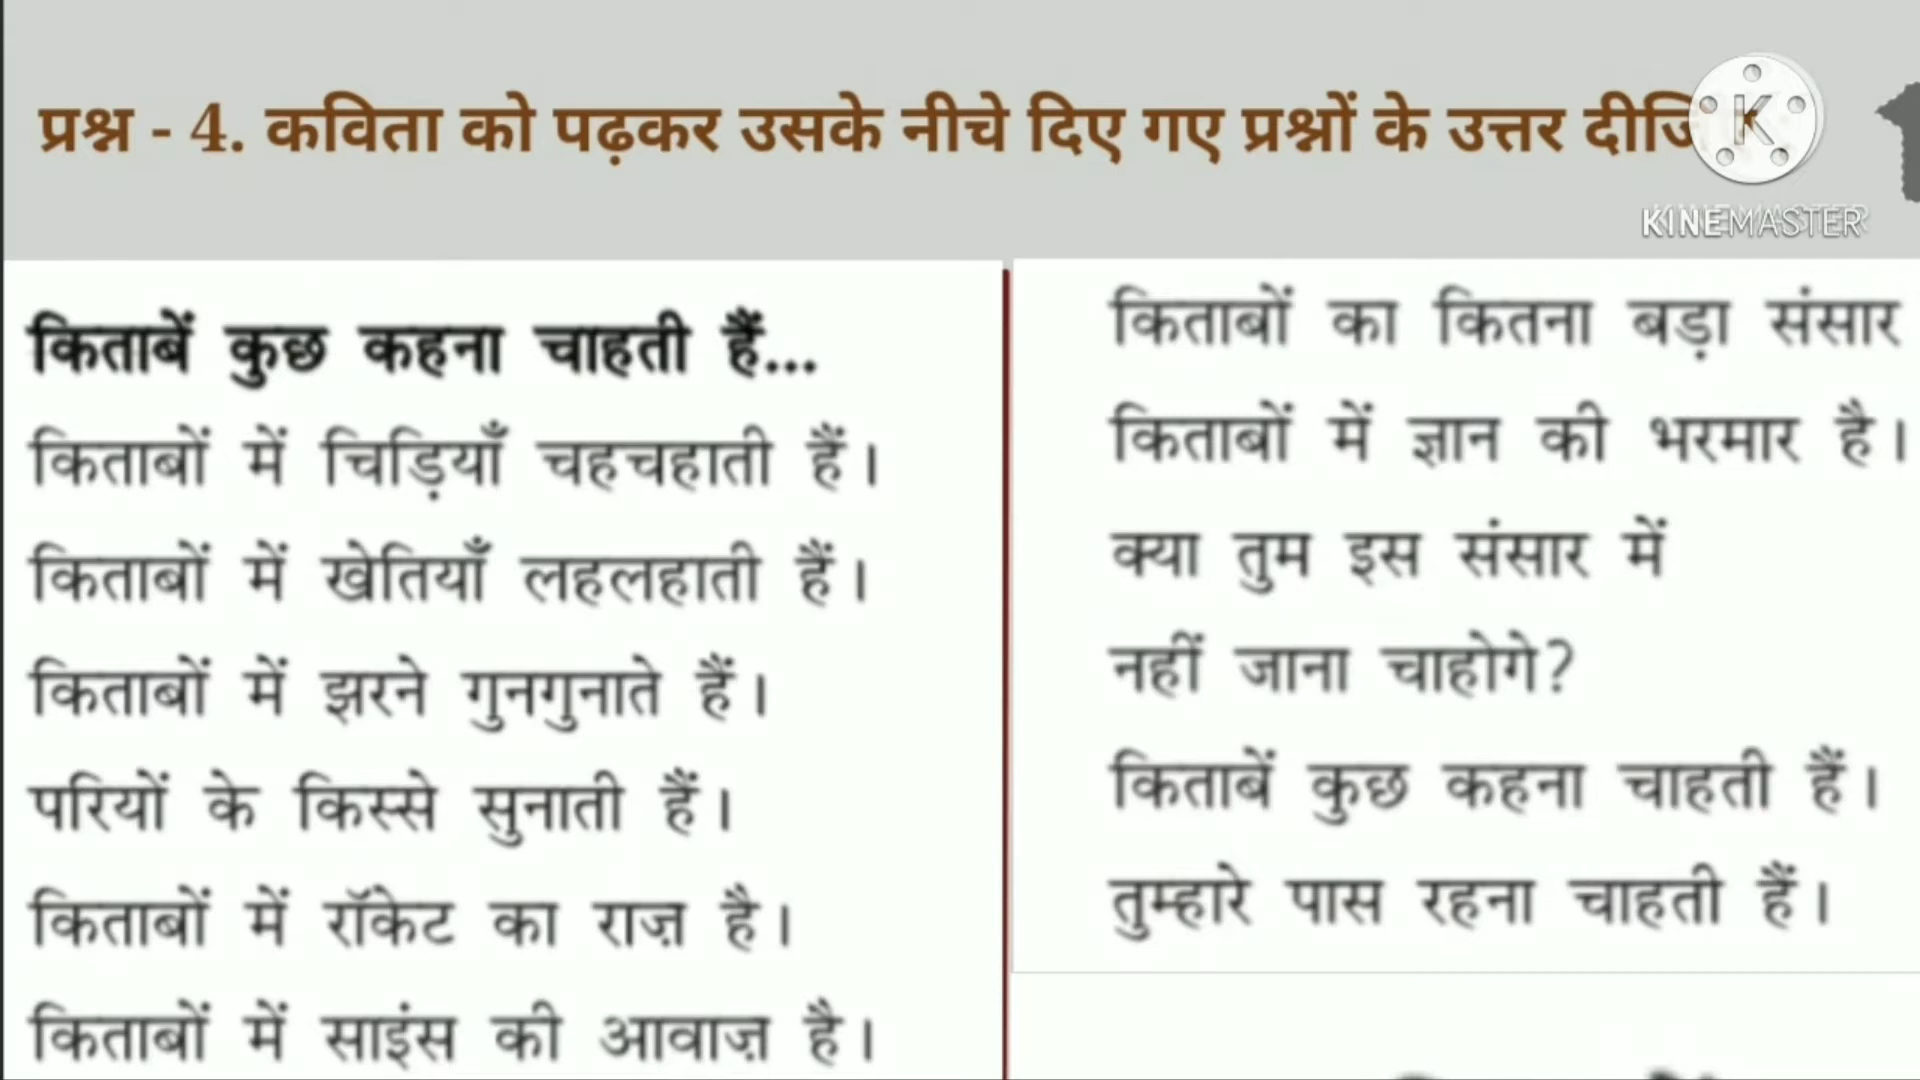 प्रश्न - 4. कविता को पढ़कर उसके नीचे दिए गए प्रश्नों के उत्तर
KINEMASTER
किताबें कुछ कहना चाहती हैं...
किताबों में चिड़ियाँ चहचहाती हैं।
किताबों में खेतियाँ लहलहाती हैं।
किताबों में झरने गुनगुनाते हैं।
परियों के किस्से सुनाती हैं।
किताबों में रॉकेट का राज़ है।
किताबों में साइंस की आवाज़ है।
किताबों का कितना बड़ा संसार
किताबों में ज्ञान की भरमार है।
क्या तुम इस संसार में
नहीं जाना चाहोगे?
किताबें कुछ कहना चाहती हैं।
तुम्हारे पास रहना चाहती हैं।